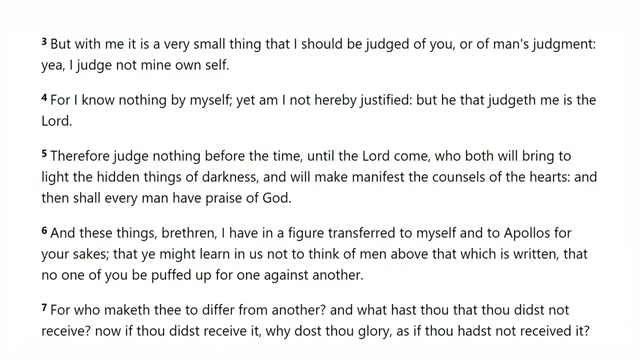 3 But with me it is a very small thing that I should be judged of you, or of man's judgment:
yea, I judge not mine own self.
4 For I know nothing by myself; yet am I not hereby justified: but he that judgeth me is the
Lord.
5 Therefore judge nothing before the time, until the Lord come, who both will bring to
light the hidden things of darkness, and will make manifest the counsels of the hearts: and
then shall every man have praise of God.
6 And these things, brethren, I have in a figure transferred to myself and to Apollos for
your sakes; that ye might learn in us not to think of men above that which is written, that
no one of you be puffed up for one against another.
7 For who maketh thee to differ from another? and what hast thou that thou didst not
receive? now if thou didst receive it, why dost thou glory, as if thou hadst not received it?